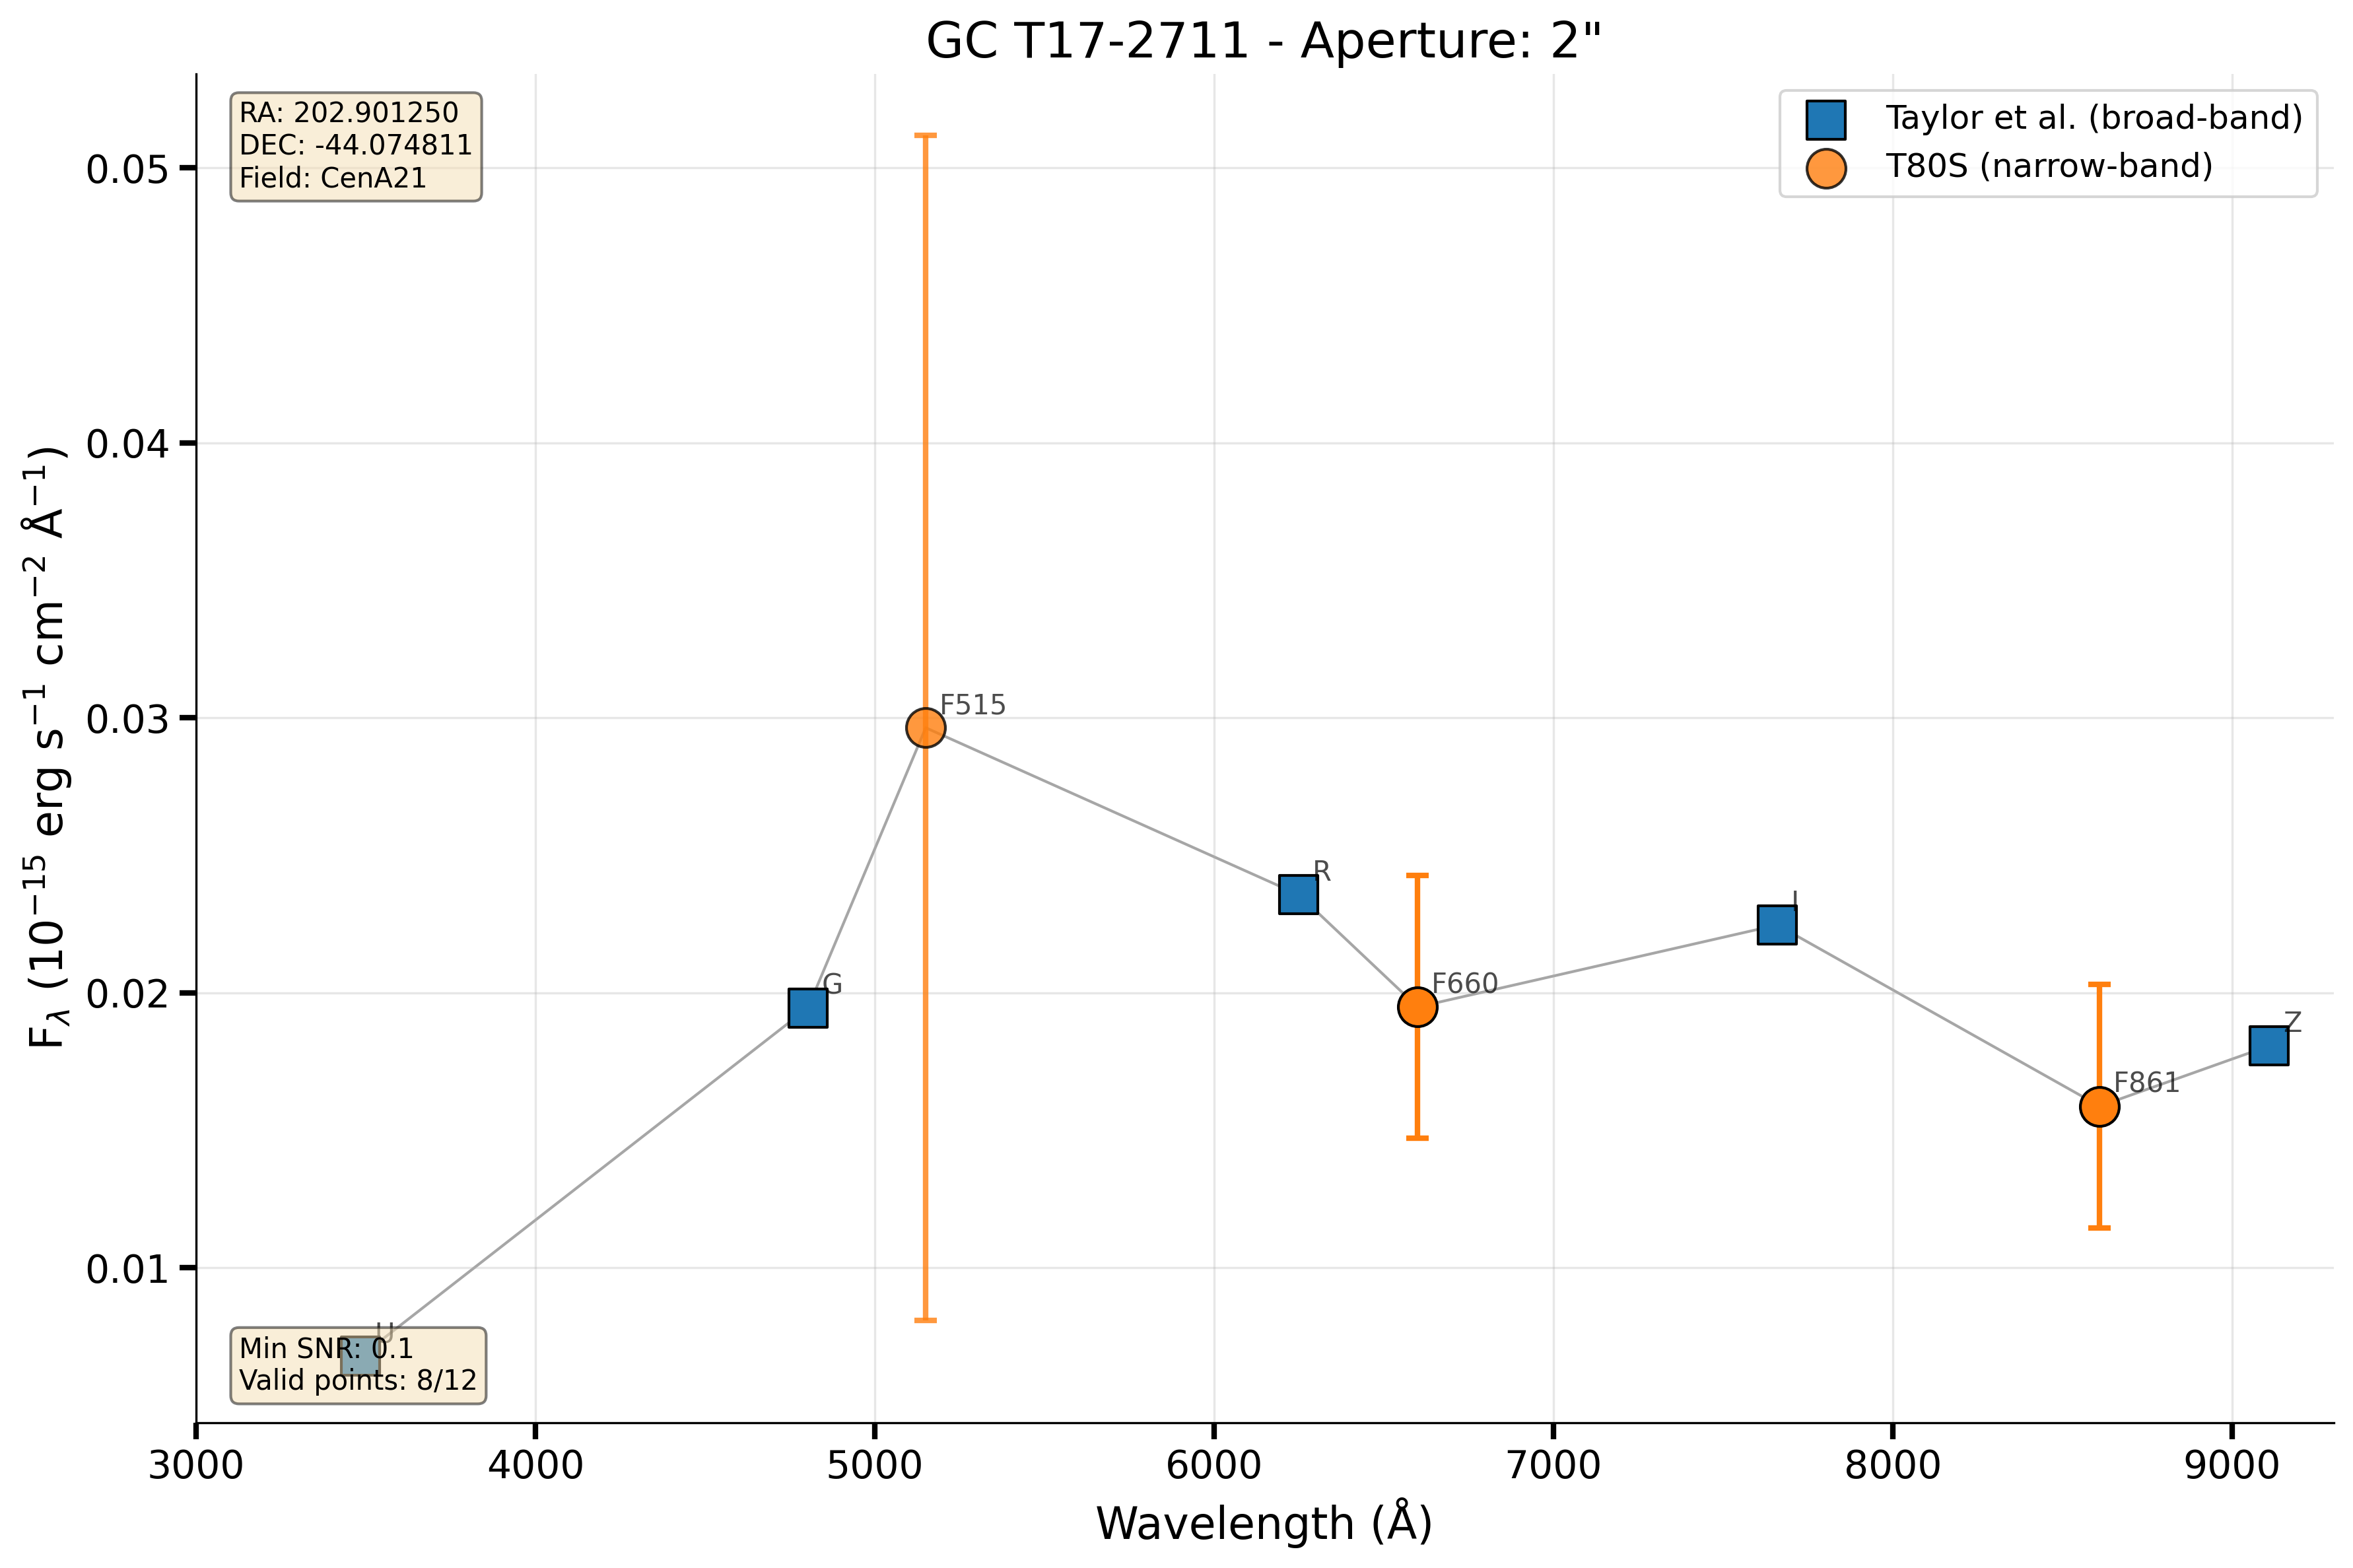 GC T17-2711 - Aperture: 2"
RA: 202.901250
DEC: -44.074811
Field: CenA21
Taylor et al. (broad-band)
T80S (narrow-band)
0.05
0.04
0.03
0.02
0.01
F_λ (10⁻¹⁵ erg s⁻¹ cm⁻² Å⁻¹)
F515
R
I
G
F660
Z
F861
U
Min SNR: 0.1
Valid points: 8/12
3000 4000 5000 6000 7000 8000 9000
Wavelength (Å)